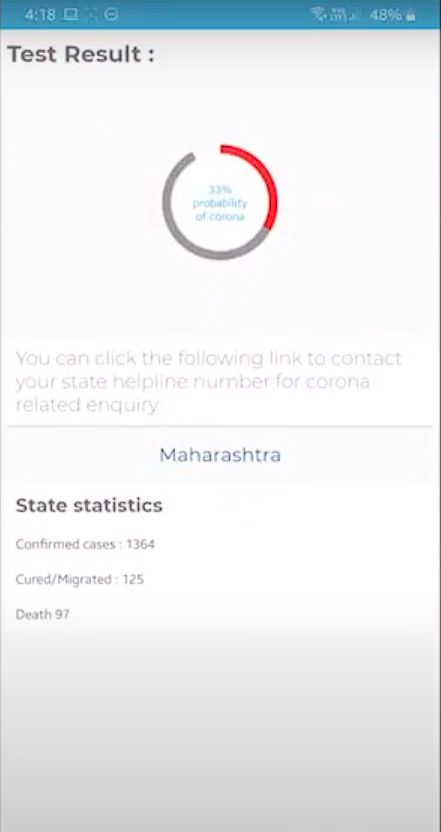 4:18 48%
Test Result :
33%
probability
of corona
You can click the following link to contact
your state helpline number for corona
related enquiry
Maharashtra
State statistics
Confirmed cases : 1364
Cured/Migrated : 125
Death 97